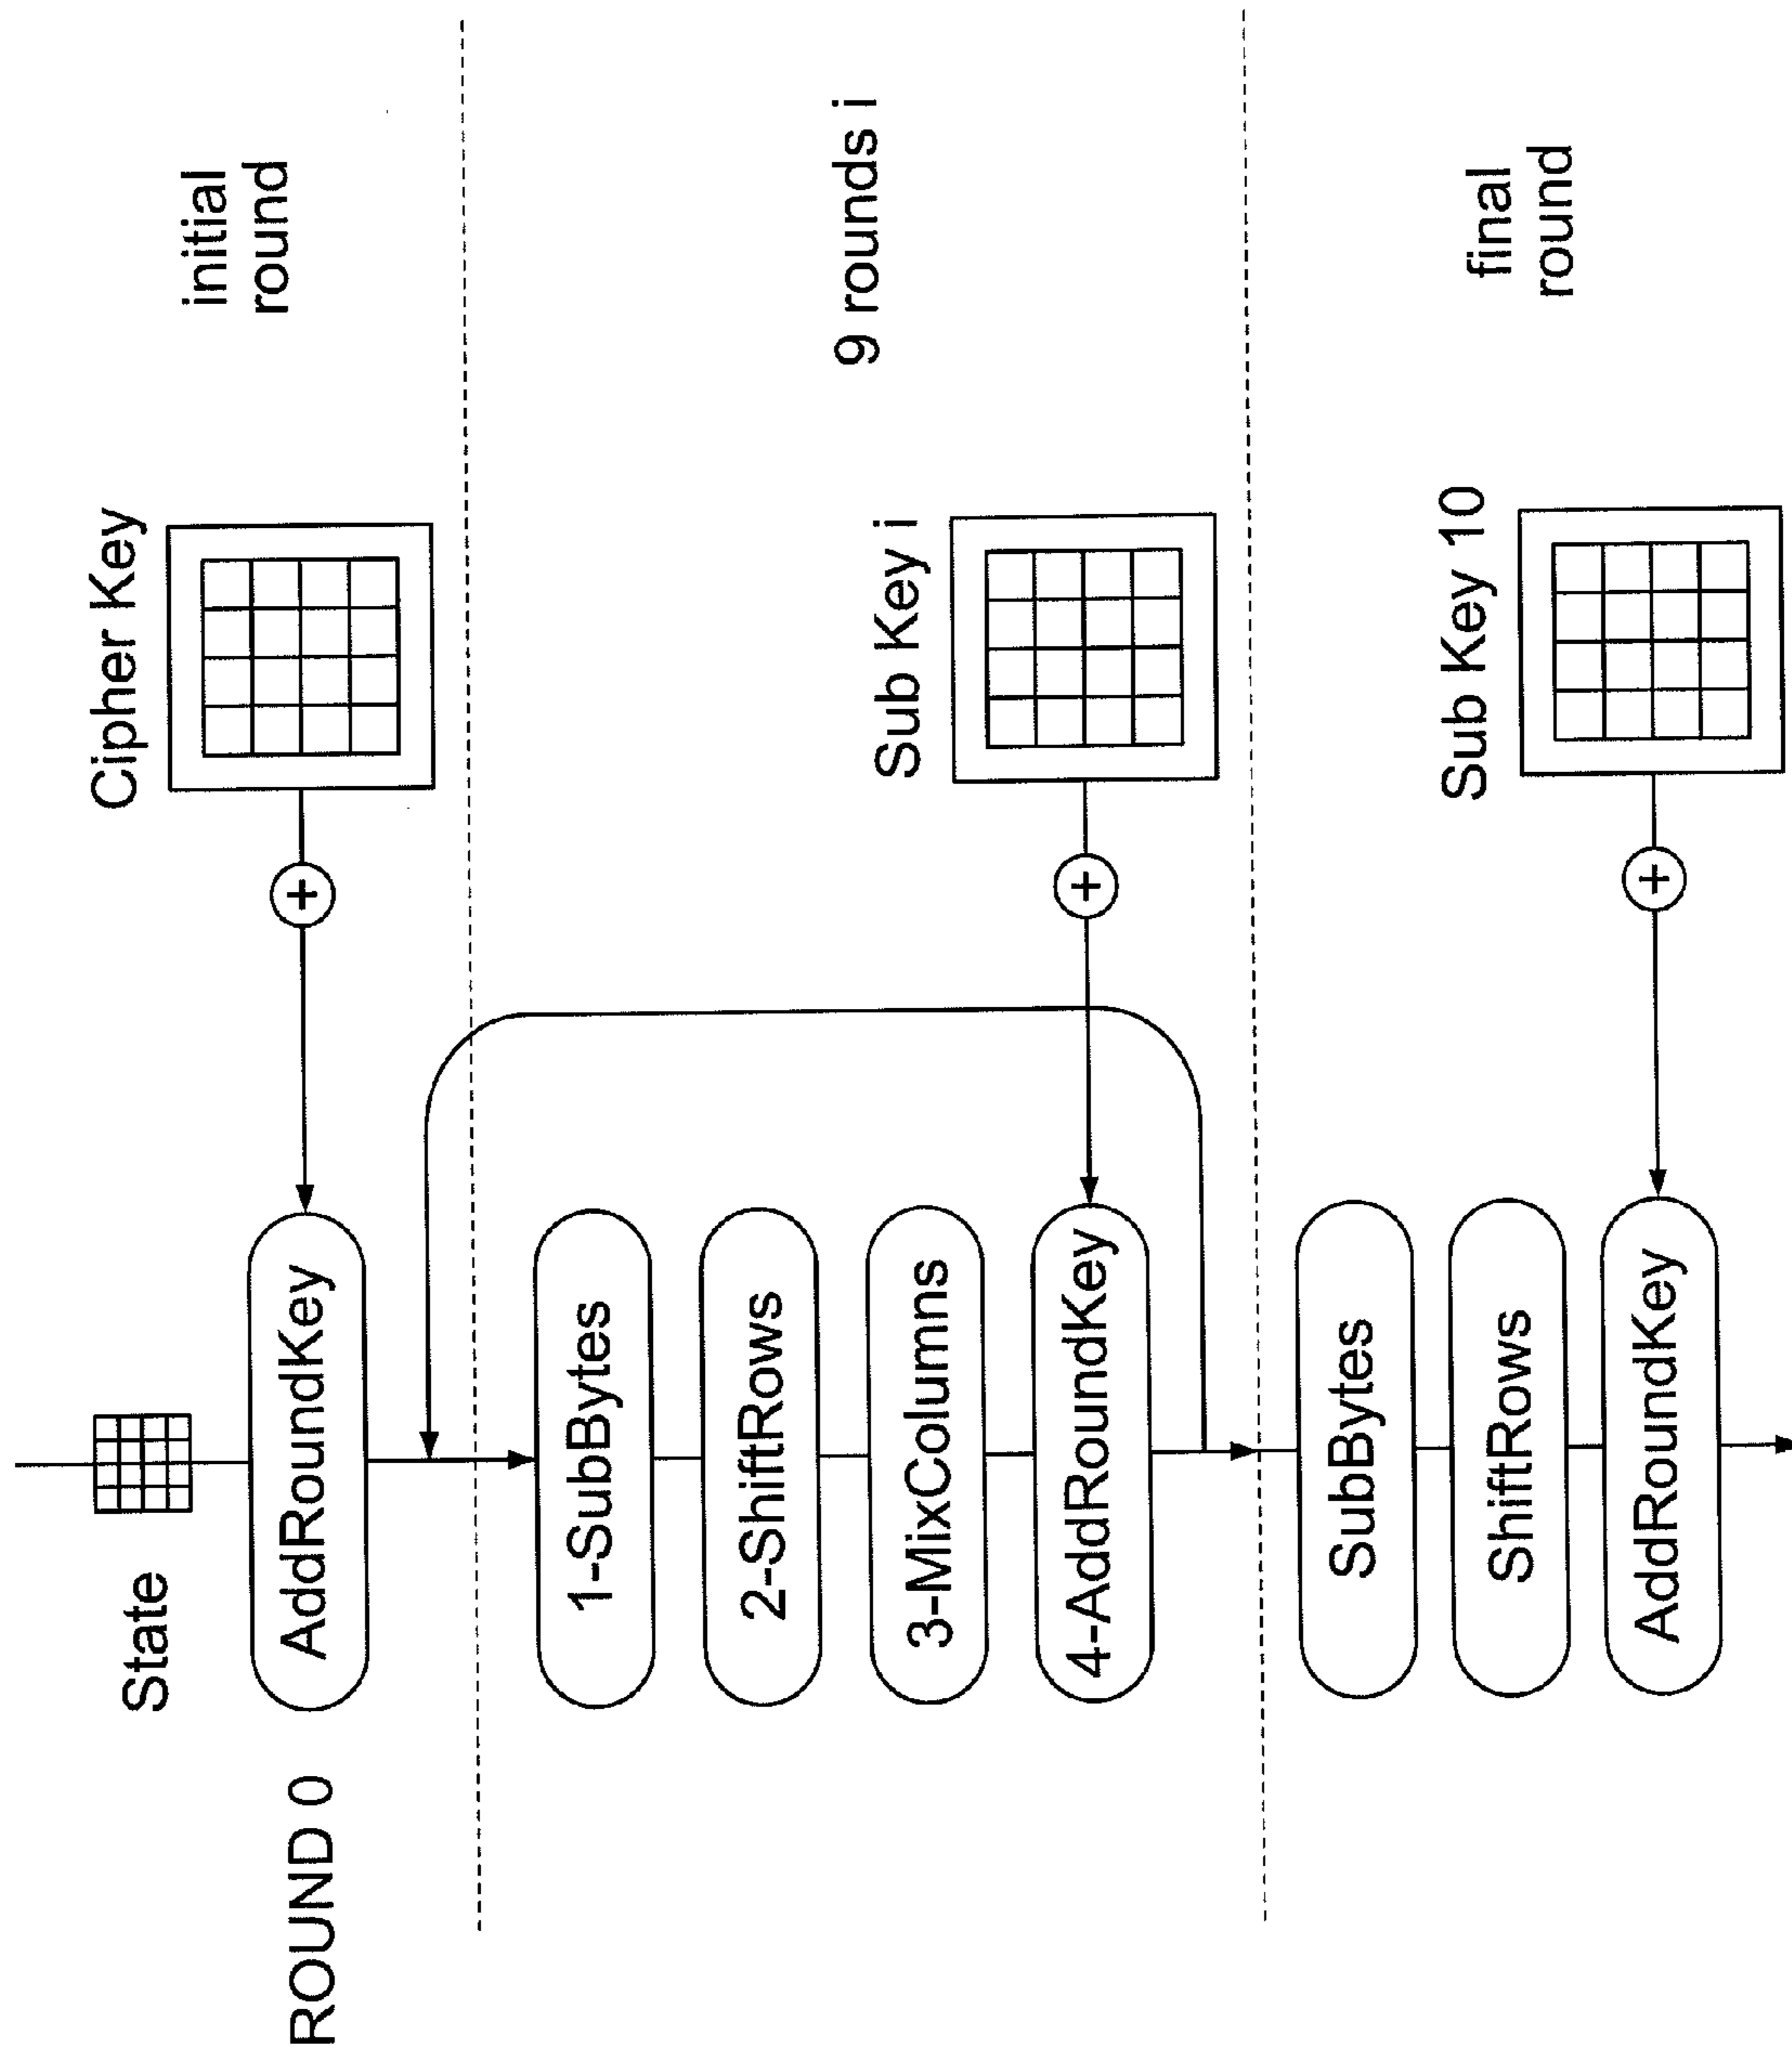 State
Cipher Key
initial
round
ROUND 0
AddRoundKey
+
1-SubBytes
2-ShiftRows
3-MixColumns
9 rounds i
Sub Key i
4-AddRoundKey
+
SubBytes
ShiftRows
final
round
Sub Key 10
AddRoundKey
+